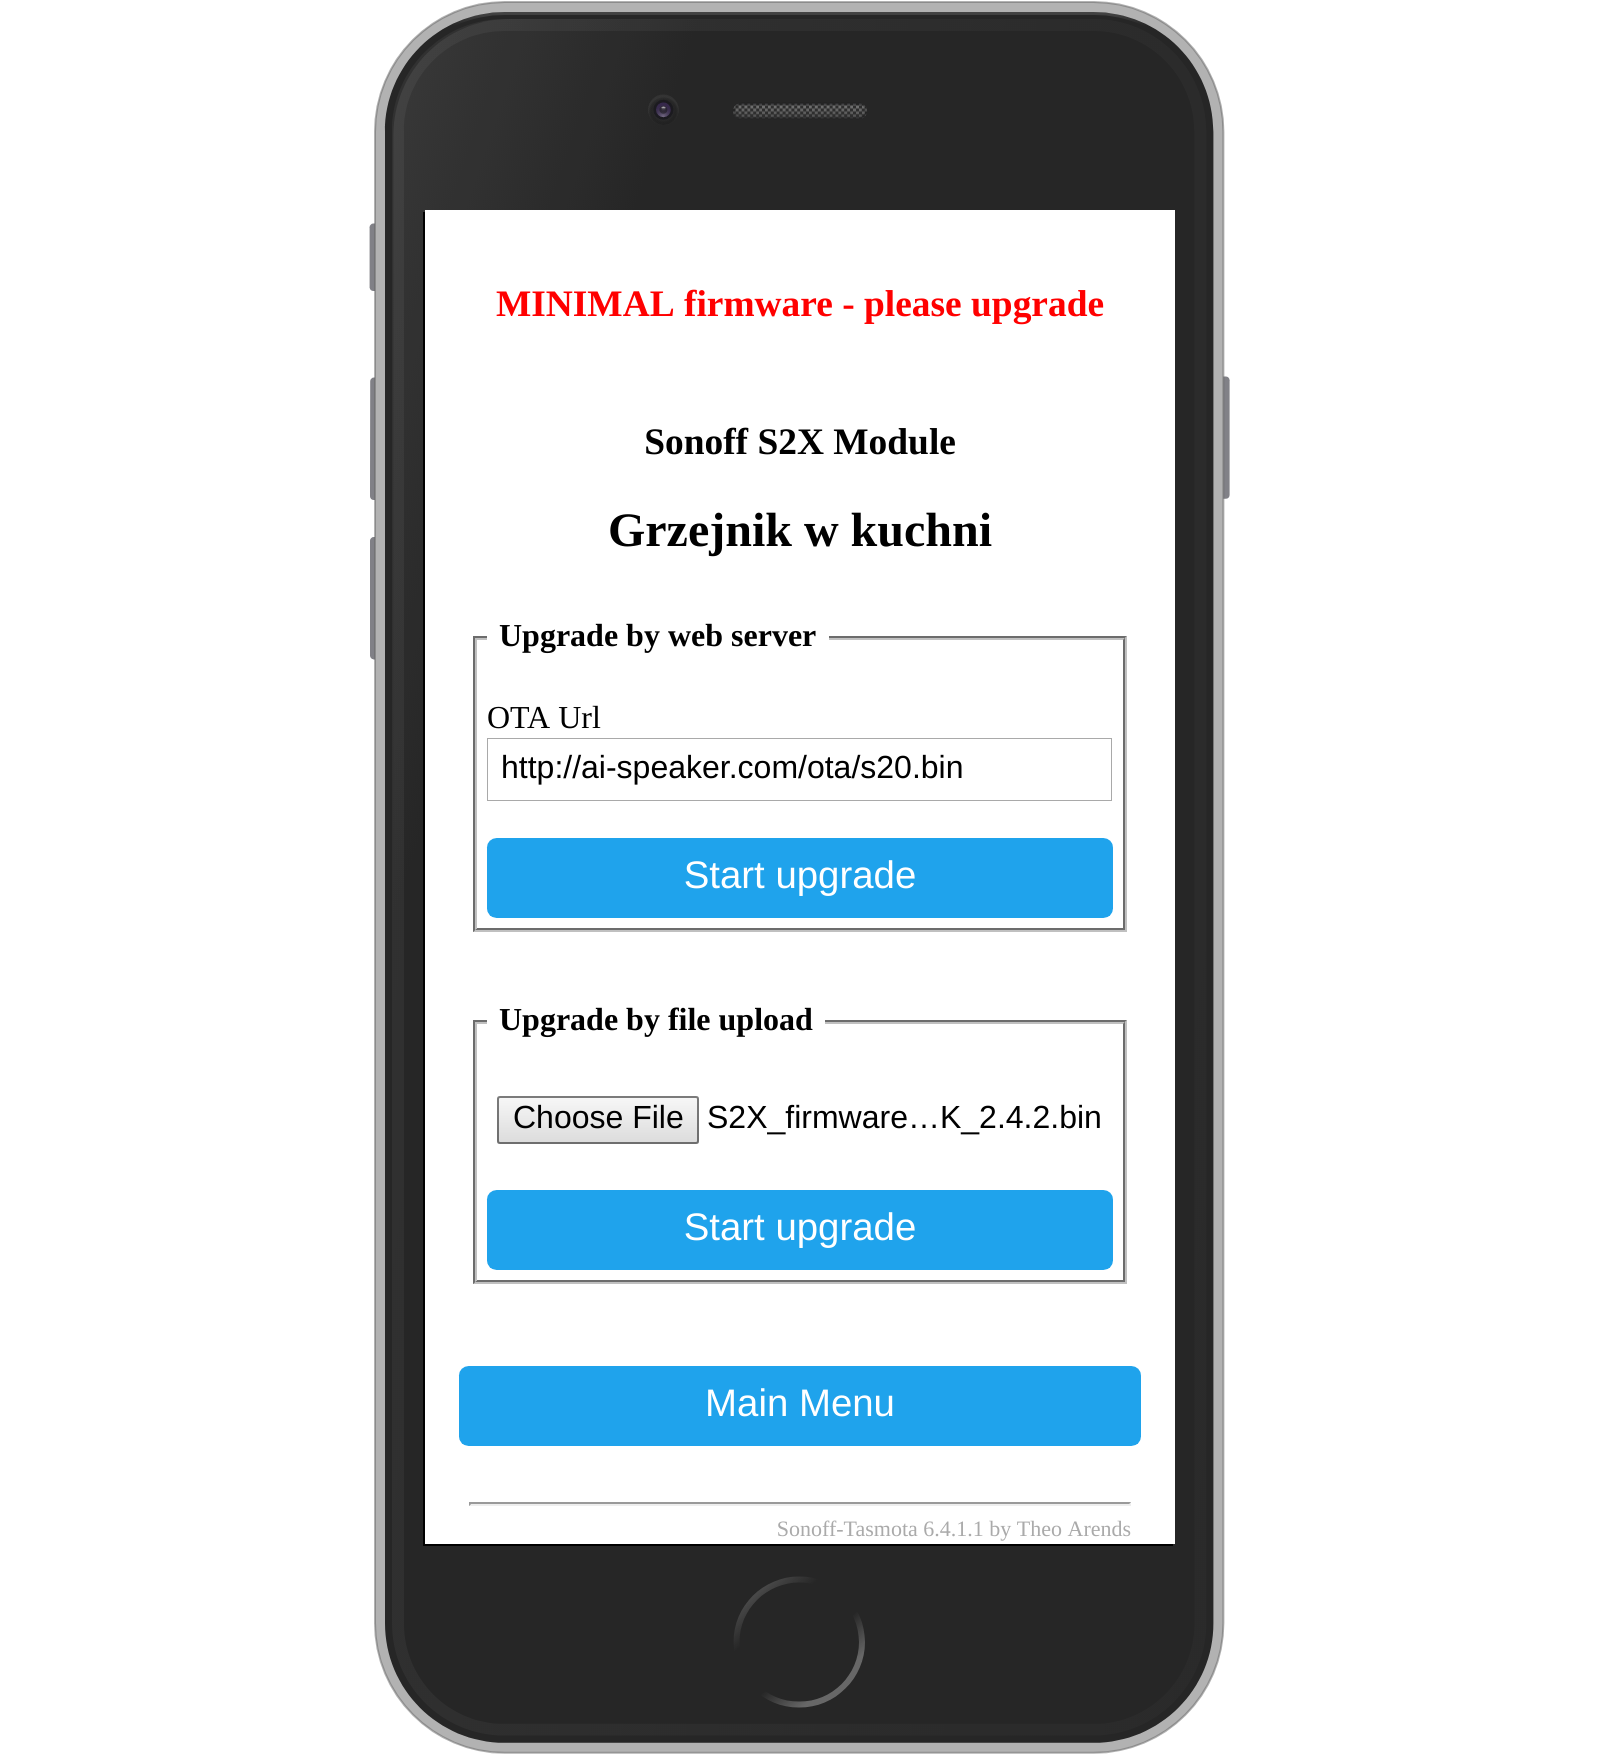 MINIMAL firmware - please upgrade
Sonoff S2X Module
Grzejnik w kuchni
Upgrade by web server
OTA Url
http://ai-speaker.com/ota/s20.bin
Start upgrade
Upgrade by file upload
Choose File S2X_firmware…K_2.4.2.bin
Start upgrade
Main Menu
Sonoff-Tasmota 6.4.1.1 by Theo Arends